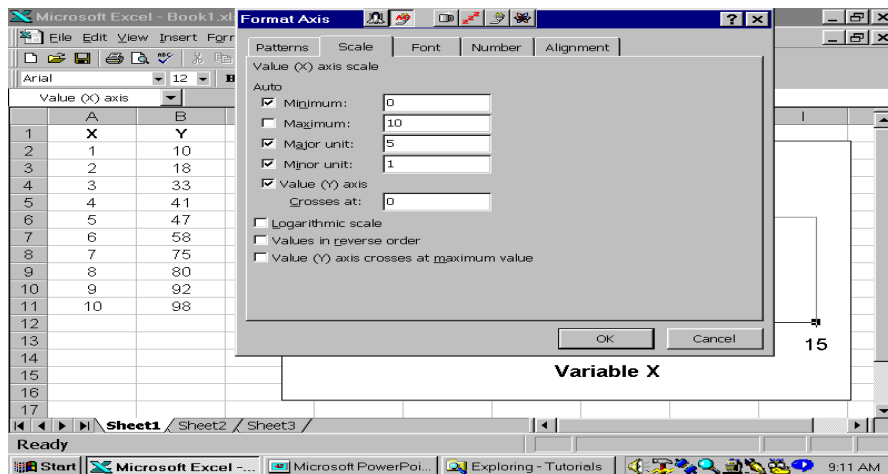 Microsoft Excel - Book1.xl
Format Axis
File Edit View Insert Forr
Arial 12 B
Value (X) axis
Patterns Scale Font Number Alignment
Value (X) axis scale
Auto
Minimum: 0
Maximum: 10
Major unit: 5
Minor unit: 1
Value (Y) axis
Crosses at: 0
Logarithmic scale
Values in reverse order
Value (Y) axis crosses at maximum value
OK Cancel
A B I
1 X Y
2 1 10
3 2 18
4 3 33
5 4 41
6 5 47
7 6 58
8 7 75
9 8 80
10 9 92
11 10 98
12
13
14
15
16
17
15
Variable X
Sheet1 Sheet2 Sheet3
Ready
Start Microsoft Excel -... Microsoft PowerPoi... Exploring - Tutorials 9:11 AM